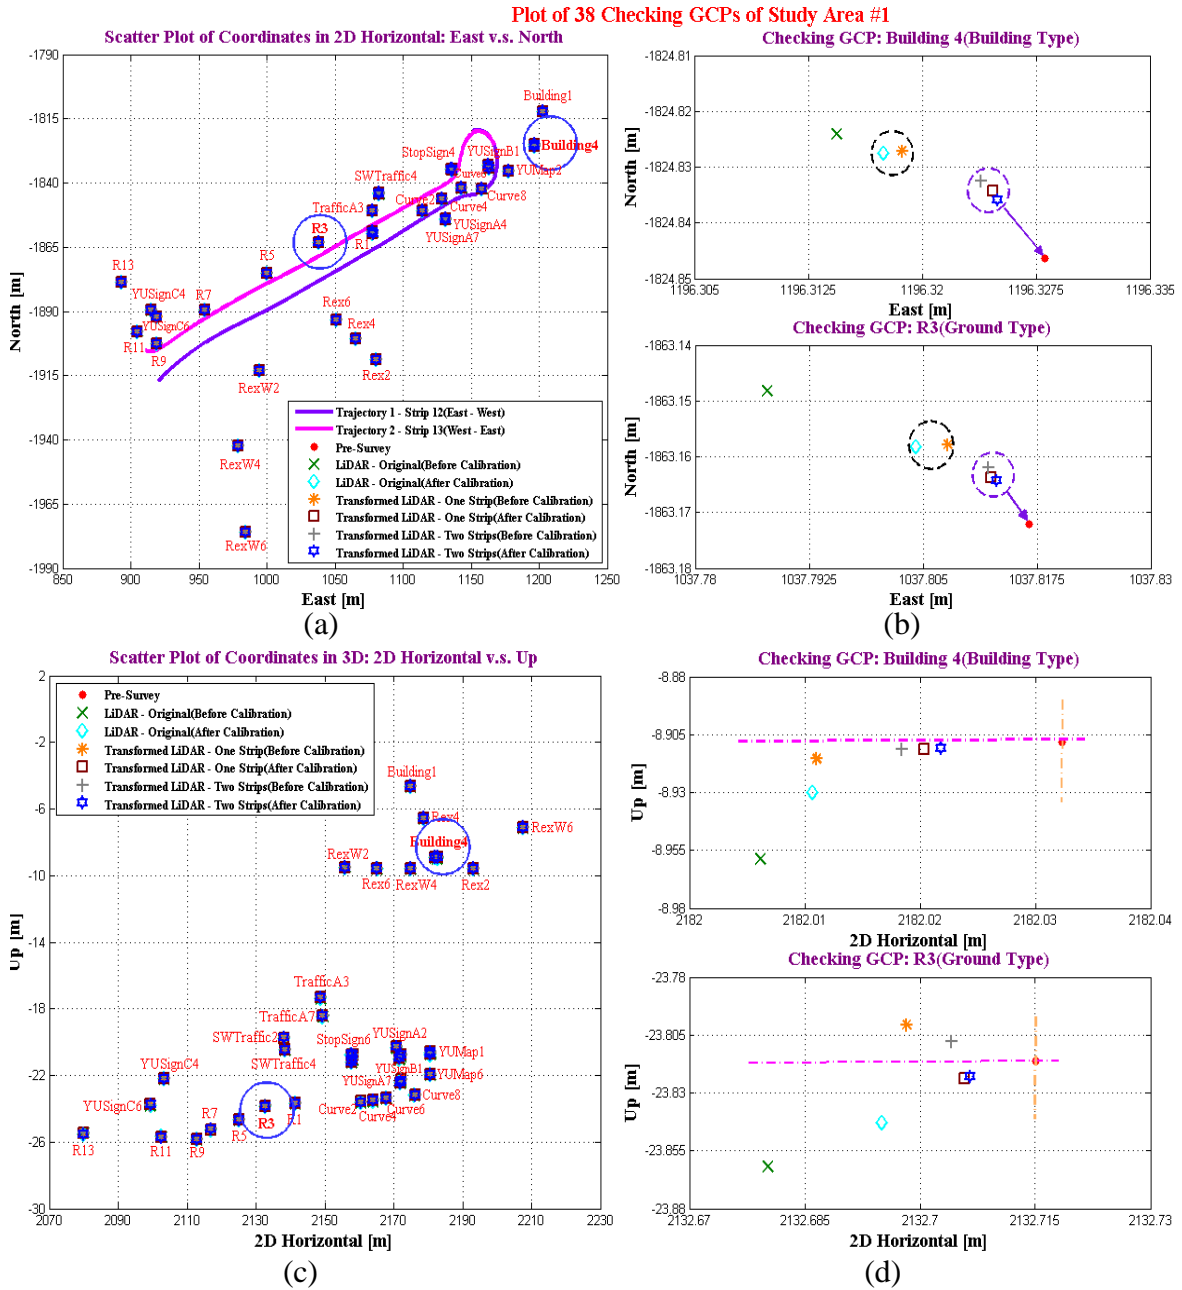 Plot of 38 Checking GCPs of Study Area #1
Scatter Plot of Coordinates in 2D Horizontal: East v.s. North
North [m]
-1790
-1815
-1840
-1865
-1890
-1915
-1940
-1965
-1990
850
900
950
1000
1050
1100
1150
1200
1250
East [m]
Building1
Building4
StopSign4
YUSignB1
YUMap2
SWTraffic4
Curve6
Curve8
Curve2
Curve4
TrafficA3
YUSignA4
YUSignA7
R3
R1
R5
R13
YUSignC4
R7
YUSignC6
R11
R9
Rex6
Rex4
Rex2
RexW2
RexW4
RexW6
Trajectory 1 - Strip 12(East - West)
Trajectory 2 - Strip 13(West - East)
Pre-Survey
LiDAR - Original(Before Calibration)
LiDAR - Original(After Calibration)
Transformed LiDAR - One Strip(Before Calibration)
Transformed LiDAR - One Strip(After Calibration)
Transformed LiDAR - Two Strips(Before Calibration)
Transformed LiDAR - Two Strips(After Calibration)
(a)
Checking GCP: Building 4(Building Type)
North [m]
-1824.81
-1824.82
-1824.83
-1824.84
-1824.85
1196.305
1196.3125
1196.32
1196.3275
1196.335
East [m]
Checking GCP: R3(Ground Type)
North [m]
-1863.14
-1863.15
-1863.16
-1863.17
-1863.18
1037.78
1037.7925
1037.805
1037.8175
1037.83
East [m]
(b)
Scatter Plot of Coordinates in 3D: 2D Horizontal v.s. Up
Up [m]
2
-2
-6
-10
-14
-18
-22
-26
-30
2070
2090
2110
2130
2150
2170
2190
2210
2230
2D Horizontal [m]
Pre-Survey
LiDAR - Original(Before Calibration)
LiDAR - Original(After Calibration)
Transformed LiDAR - One Strip(Before Calibration)
Transformed LiDAR - One Strip(After Calibration)
Transformed LiDAR - Two Strips(Before Calibration)
Transformed LiDAR - Two Strips(After Calibration)
Building1
Rex4
RexW6
Building4
RexW2
Rex6
RexW4
Rex2
TrafficA3
TrafficA7
SWTraffic2
StopSign6
YUSignA2
YUMap1
SWTraffic4
YUSignB1
YUSignC4
YUSignA7
YUMap6
Curve8
YUSignC6
R7
R3
R1
Curve2
Curve4
Curve6
R5
R13
R11
R9
(c)
Checking GCP: Building 4(Building Type)
Up [m]
-8.88
-8.905
-8.93
-8.955
-8.98
2182
2182.01
2182.02
2182.03
2182.04
2D Horizontal [m]
Checking GCP: R3(Ground Type)
Up [m]
-23.78
-23.805
-23.83
-23.855
-23.88
2132.67
2132.685
2132.7
2132.715
2132.73
2D Horizontal [m]
(d)